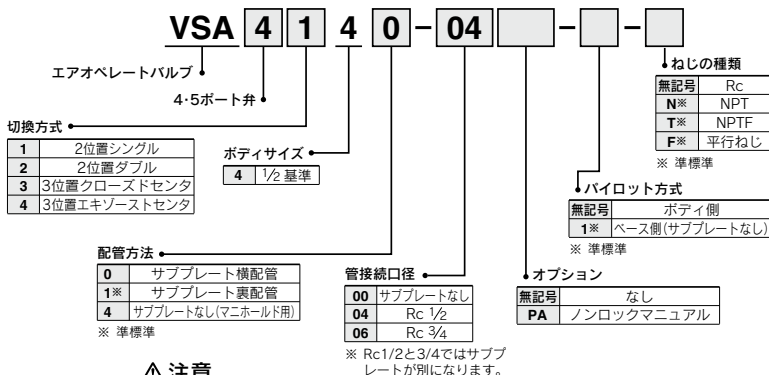 VSA 4 1 4 0 - 04 - -
エアオペレートバルブ
4・5ポート弁
切換方式
1 2位置シングル
2 2位置ダブル
3 3位置クローズドセンタ
4 3位置エキゾーストセンタ
ボディサイズ
4 1/2 基準
配管方法
0 サブプレート横配管
1※ サブプレート裏配管
4 サブプレートなし(マニホールド用)
※ 準標準
管接続口径
00 サブプレートなし
04 Rc 1/2
06 Rc 3/4
※ Rc1/2と3/4ではサブプ
レートが別になります。
オプション
無記号 なし
PA ノンロックマニュアル
パイロット方式
無記号 ボディ側
1※ ベース側(サブプレートなし)
※ 準標準
ねじの種類
無記号 Rc
N※ NPT
T※ NPTF
F※ 平行ねじ
※ 準標準
⚠ 注意